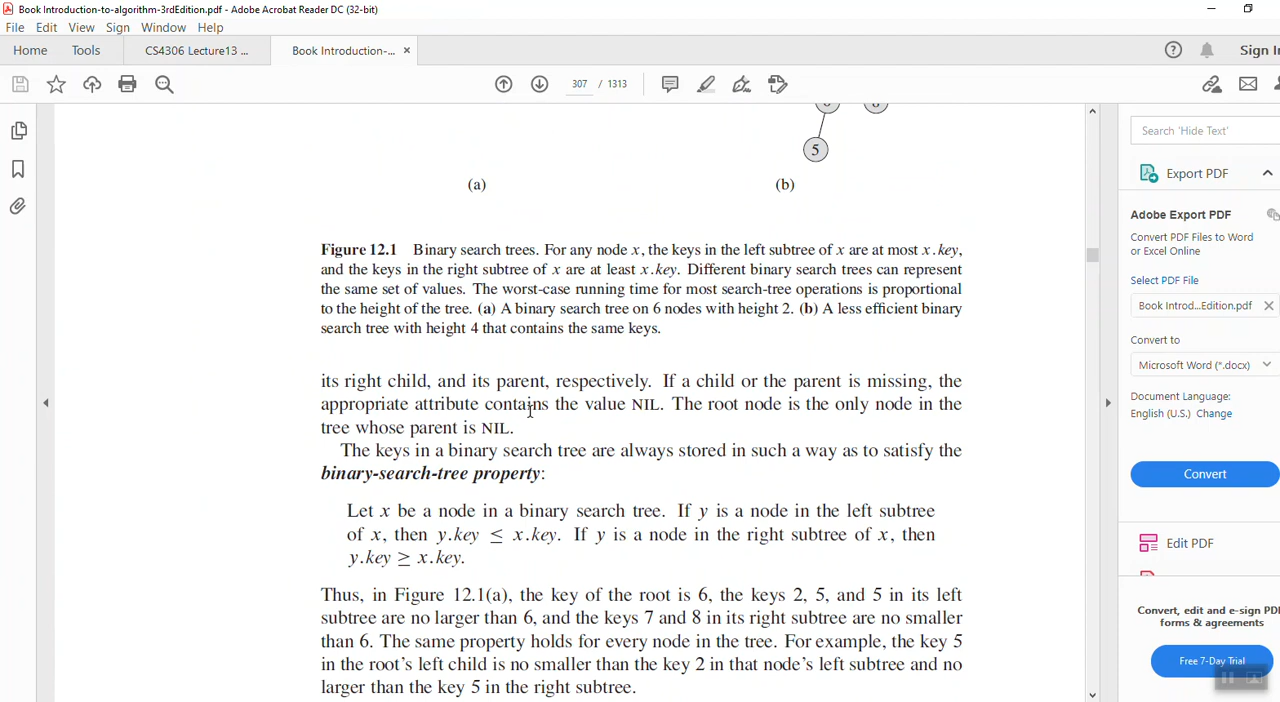 Book Introduction-to-algorithm-3rdEdition.pdf - Adobe Acrobat Reader DC (32-bit)
File Edit View Sign Window Help
Home Tools CS4306 Lecture13 ... Book Introduction-... × Sign In
307 / 1313
5
(a) (b)
Figure 12.1 Binary search trees. For any node x, the keys in the left subtree of x are at most x.key,
and the keys in the right subtree of x are at least x.key. Different binary search trees can represent
the same set of values. The worst-case running time for most search-tree operations is proportional
to the height of the tree. (a) A binary search tree on 6 nodes with height 2. (b) A less efficient binary
search tree with height 4 that contains the same keys.
its right child, and its parent, respectively. If a child or the parent is missing, the
appropriate attribute contains the value NIL. The root node is the only node in the
tree whose parent is NIL.
The keys in a binary search tree are always stored in such a way as to satisfy the
binary-search-tree property:
Let x be a node in a binary search tree. If y is a node in the left subtree
of x, then y.key ≤ x.key. If y is a node in the right subtree of x, then
y.key ≥ x.key.
Thus, in Figure 12.1(a), the key of the root is 6, the keys 2, 5, and 5 in its left
subtree are no larger than 6, and the keys 7 and 8 in its right subtree are no smaller
than 6. The same property holds for every node in the tree. For example, the key 5
in the root's left child is no smaller than the key 2 in that node's left subtree and no
larger than the key 5 in the right subtree.
Search 'Hide Text'
Export PDF
Adobe Export PDF
Convert PDF Files to Word
or Excel Online
Select PDF File
Book Introd...Edition.pdf ×
Convert to
Microsoft Word (*.docx)
Document Language:
English (U.S.) Change
Convert
Edit PDF
Convert, edit and e-sign PDF
forms & agreements
Free 7-Day Trial